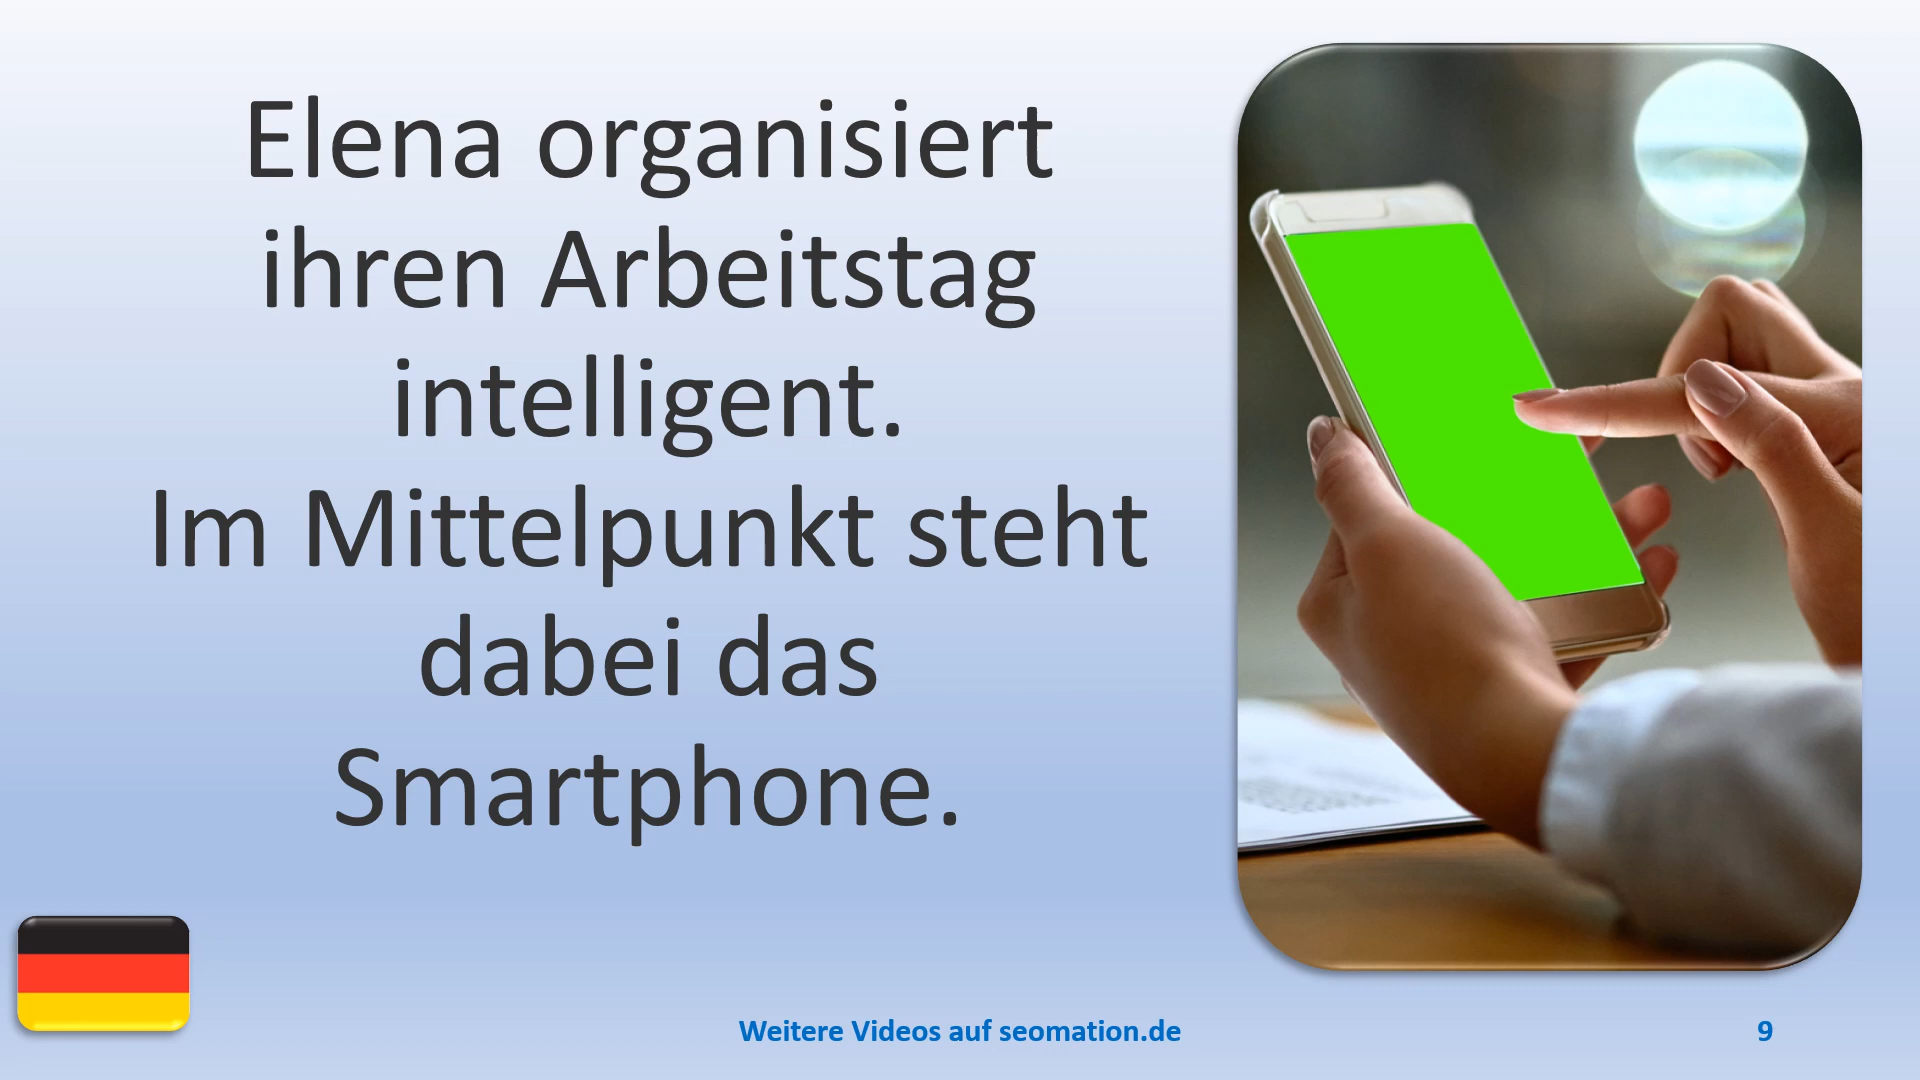 Elena organisiert
ihren Arbeitstag
intelligent.
Im Mittelpunkt steht
dabei das
Smartphone.
Weitere Videos auf seomation.de
9